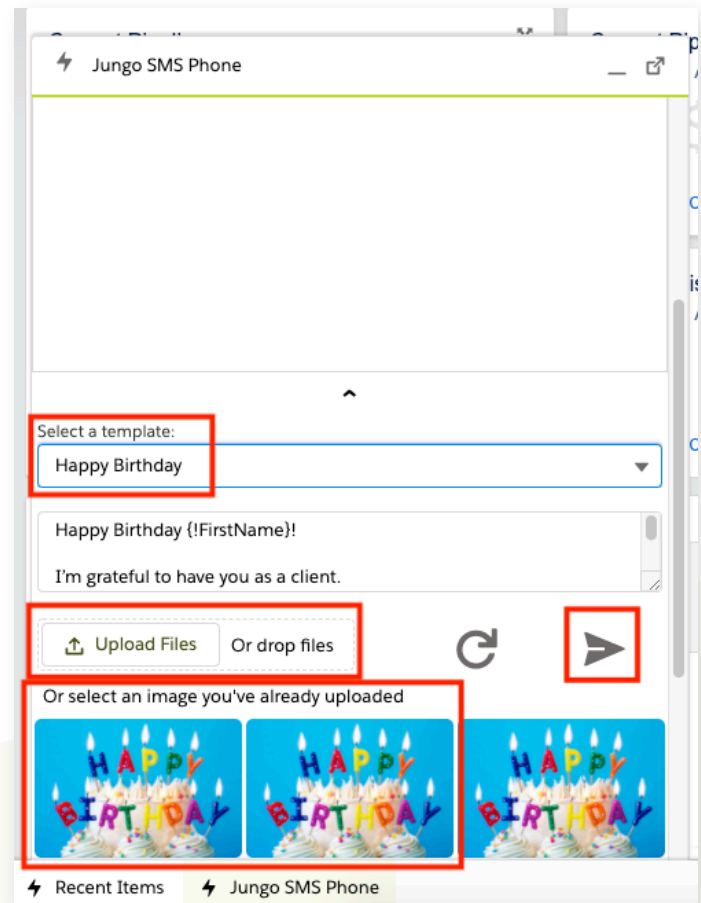 Jungo SMS Phone
Select a template:
Happy Birthday
Happy Birthday {!FirstName}!
I'm grateful to have you as a client.
Upload Files
Or drop files
Or select an image you've already uploaded
HAPPY
BIRTHDAY
HAPPY
BIRTHDAY
HAPPY
BIRTHDAY
Recent Items
Jungo SMS Phone